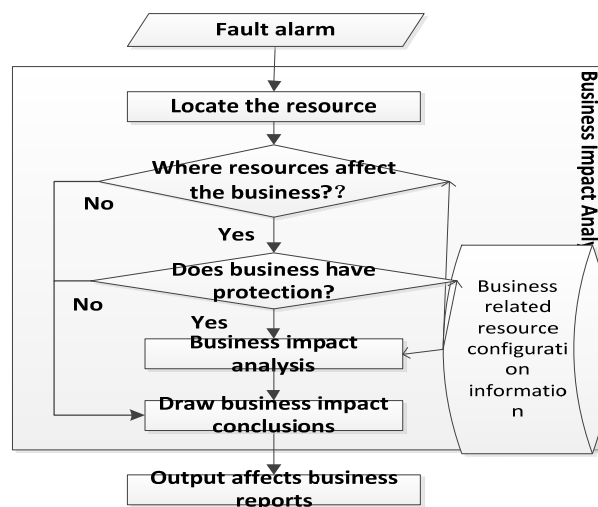 Fault alarm
Business Impact Analy
Locate the resource
Where resources affect
the business??
No
Yes
Does business have
protection?
No
Yes
Business
related
resource
configurati
on
informatio
n
Business impact
analysis
Draw business impact
conclusions
Output affects business
reports